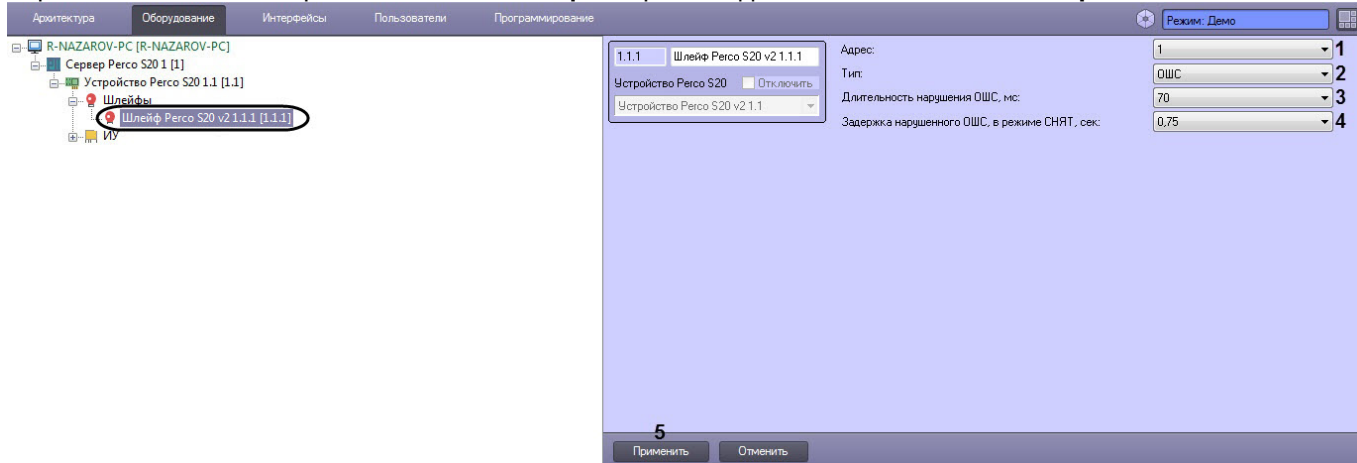 Архитектура Оборудование Интерфейсы Пользователи Программирование Режим: Демо
R-NAZAROV-PC [R-NAZAROV-PC]
Сервер Perco S20 1 [1]
Устройство Perco S20 1.1 [1.1]
Шлейфы
Шлейф Perco S20 v2 1.1.1 [1.1.1]
ИУ
1.1.1 Шлейф Perco S20 v2 1.1.1
Устройство Perco S20 Отключить
Устройство Perco S20 v2 1.1
Адрес: 1 1
Тип: ОШС 2
Длительность нарушения ОШС, мс: 70 3
Задержка нарушенного ОШС, в режиме СНЯТ, сек: 0,75 4
5
Применить Отменить